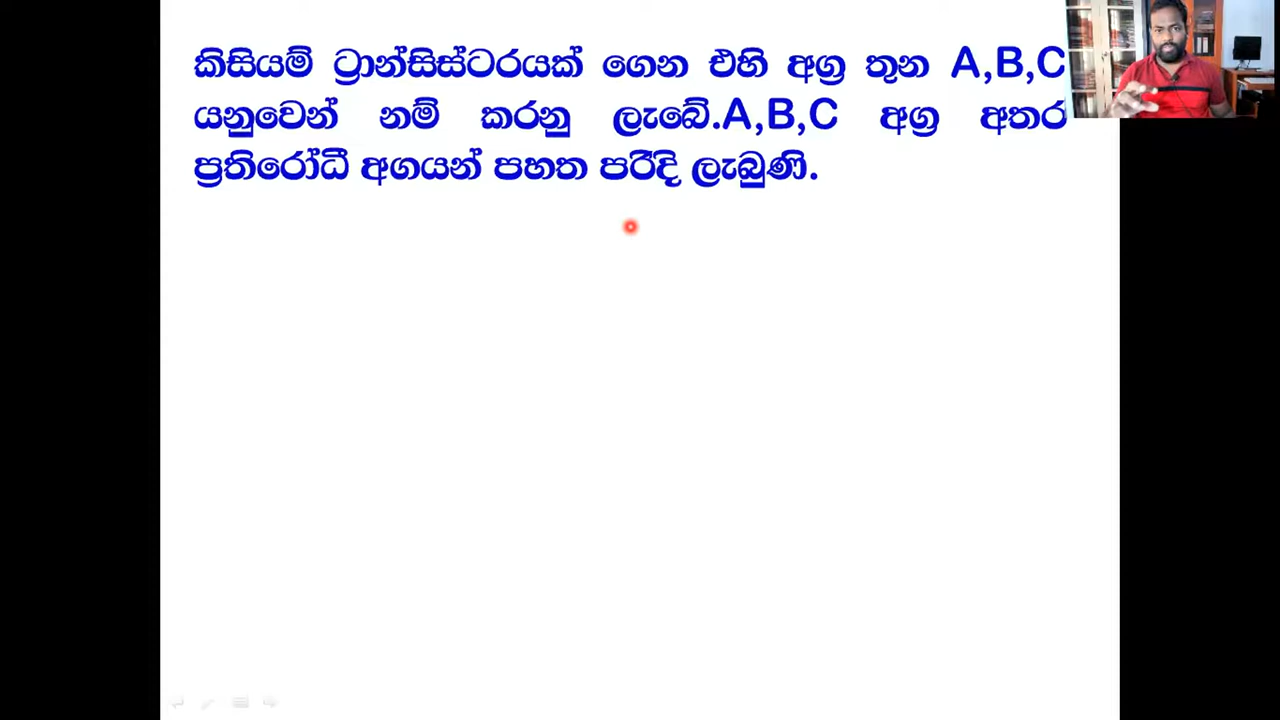 කිසියම් ට්‍රාන්සිස්ටරයක් ගෙන එහි අග්‍ර තුන A,B,C
යනුවෙන් නම් කරනු ලැබේ.A,B,C අග්‍ර අතර
ප්‍රතිරෝධී අගයන් පහත පරිදි ලැබුණි.